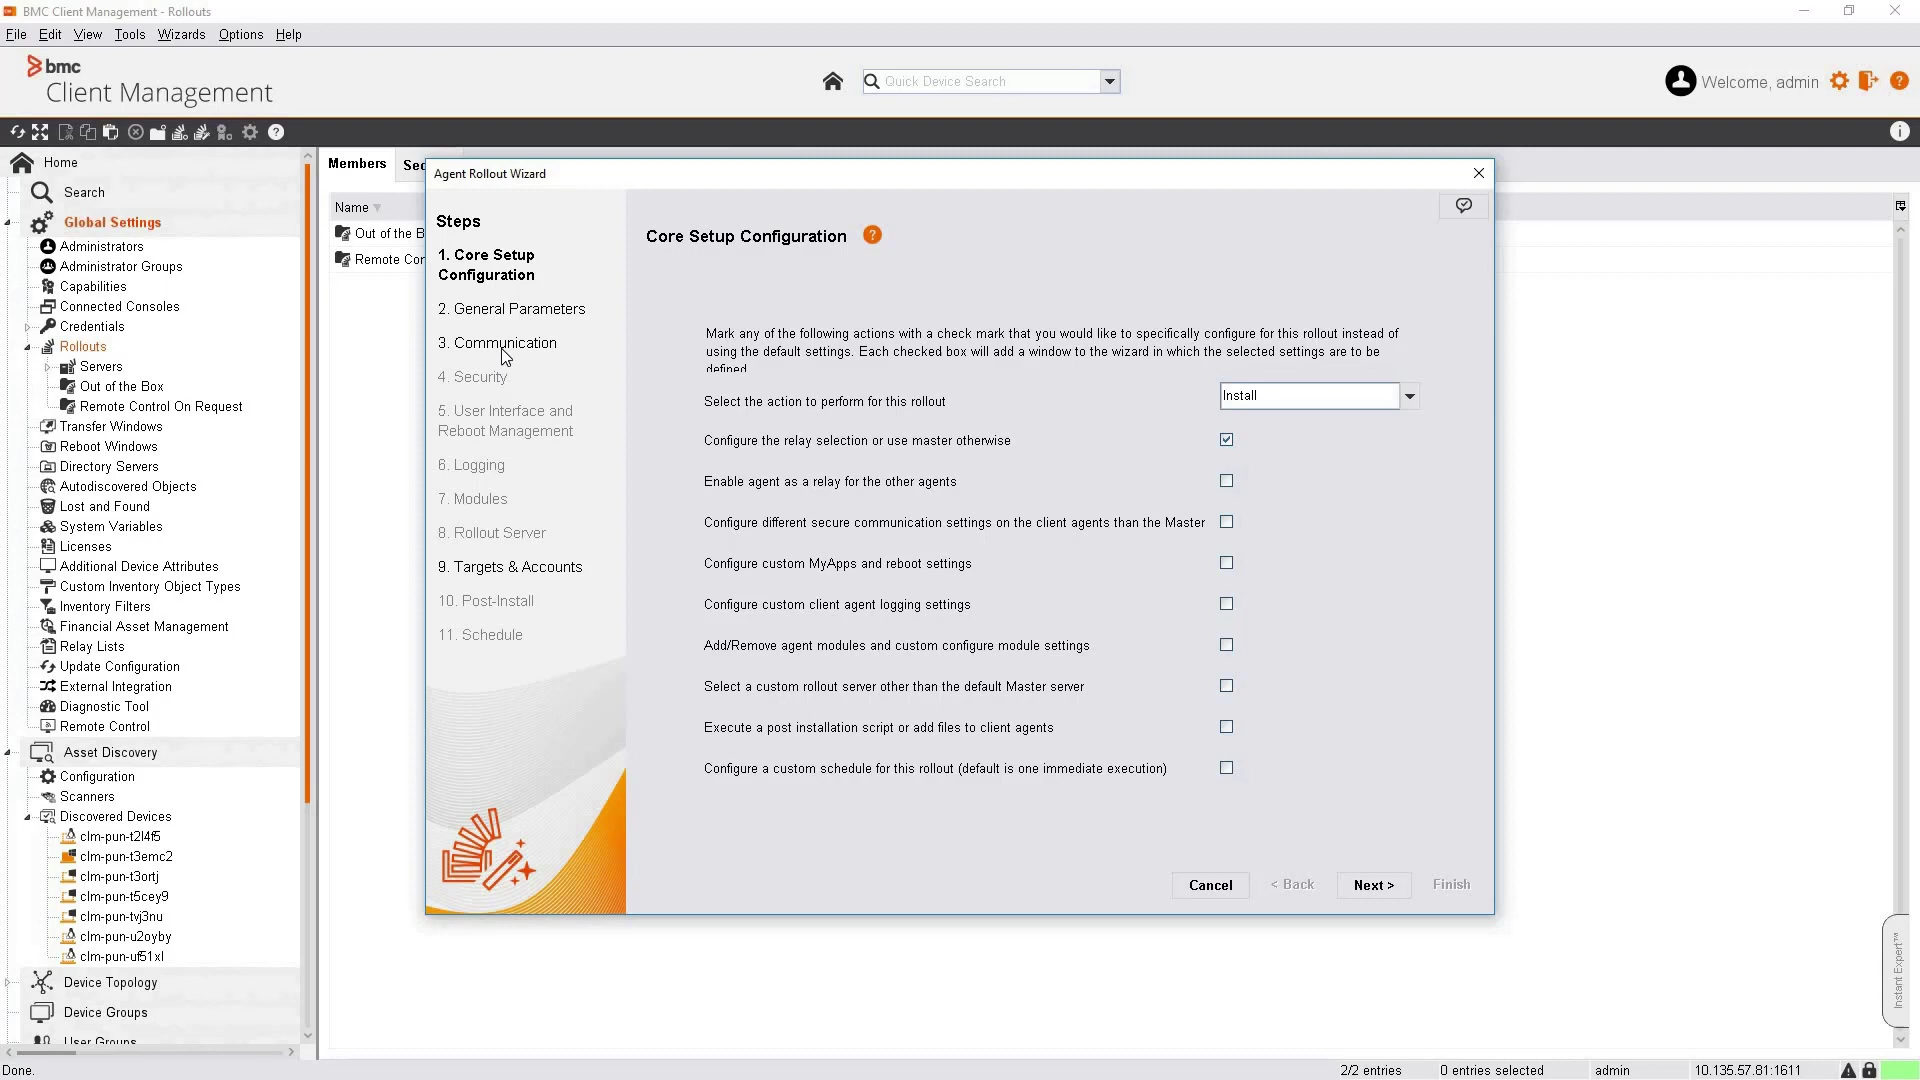 BMC Client Management - Rollouts
File Edit View Tools Wizards Options Help
bmc
Client Management
Quick Device Search
Welcome, admin
Home
Search
Global Settings
Administrators
Administrator Groups
Capabilities
Connected Consoles
Credentials
Rollouts
Servers
Out of the Box
Remote Control On Request
Transfer Windows
Reboot Windows
Directory Servers
Autodiscovered Objects
Lost and Found
System Variables
Licenses
Additional Device Attributes
Custom Inventory Object Types
Inventory Filters
Financial Asset Management
Relay Lists
Update Configuration
External Integration
Diagnostic Tool
Remote Control
Asset Discovery
Configuration
Scanners
Discovered Devices
clm-pun-t2l4f5
clm-pun-t3emc2
clm-pun-t3ortj
clm-pun-t5cey9
clm-pun-tvj3nu
clm-pun-u2oyby
clm-pun-uf51xl
Device Topology
Device Groups
User Groups
Members Sec
Name
Out of the B
Remote Cor
Agent Rollout Wizard
Steps
1. Core Setup
Configuration
2. General Parameters
3. Communication
4. Security
5. User Interface and
Reboot Management
6. Logging
7. Modules
8. Rollout Server
9. Targets & Accounts
10. Post-Install
11. Schedule
Core Setup Configuration ?
Mark any of the following actions with a check mark that you would like to specifically configure for this rollout instead of
using the default settings. Each checked box will add a window to the wizard in which the selected settings are to be
defined
Select the action to perform for this rollout Install
Configure the relay selection or use master otherwise
Enable agent as a relay for the other agents
Configure different secure communication settings on the client agents than the Master
Configure custom MyApps and reboot settings
Configure custom client agent logging settings
Add/Remove agent modules and custom configure module settings
Select a custom rollout server other than the default Master server
Execute a post installation script or add files to client agents
Configure a custom schedule for this rollout (default is one immediate execution)
Cancel < Back Next > Finish
Instant Expert™
Done. 2/2 entries 0 entries selected admin 10.135.57.81:1611